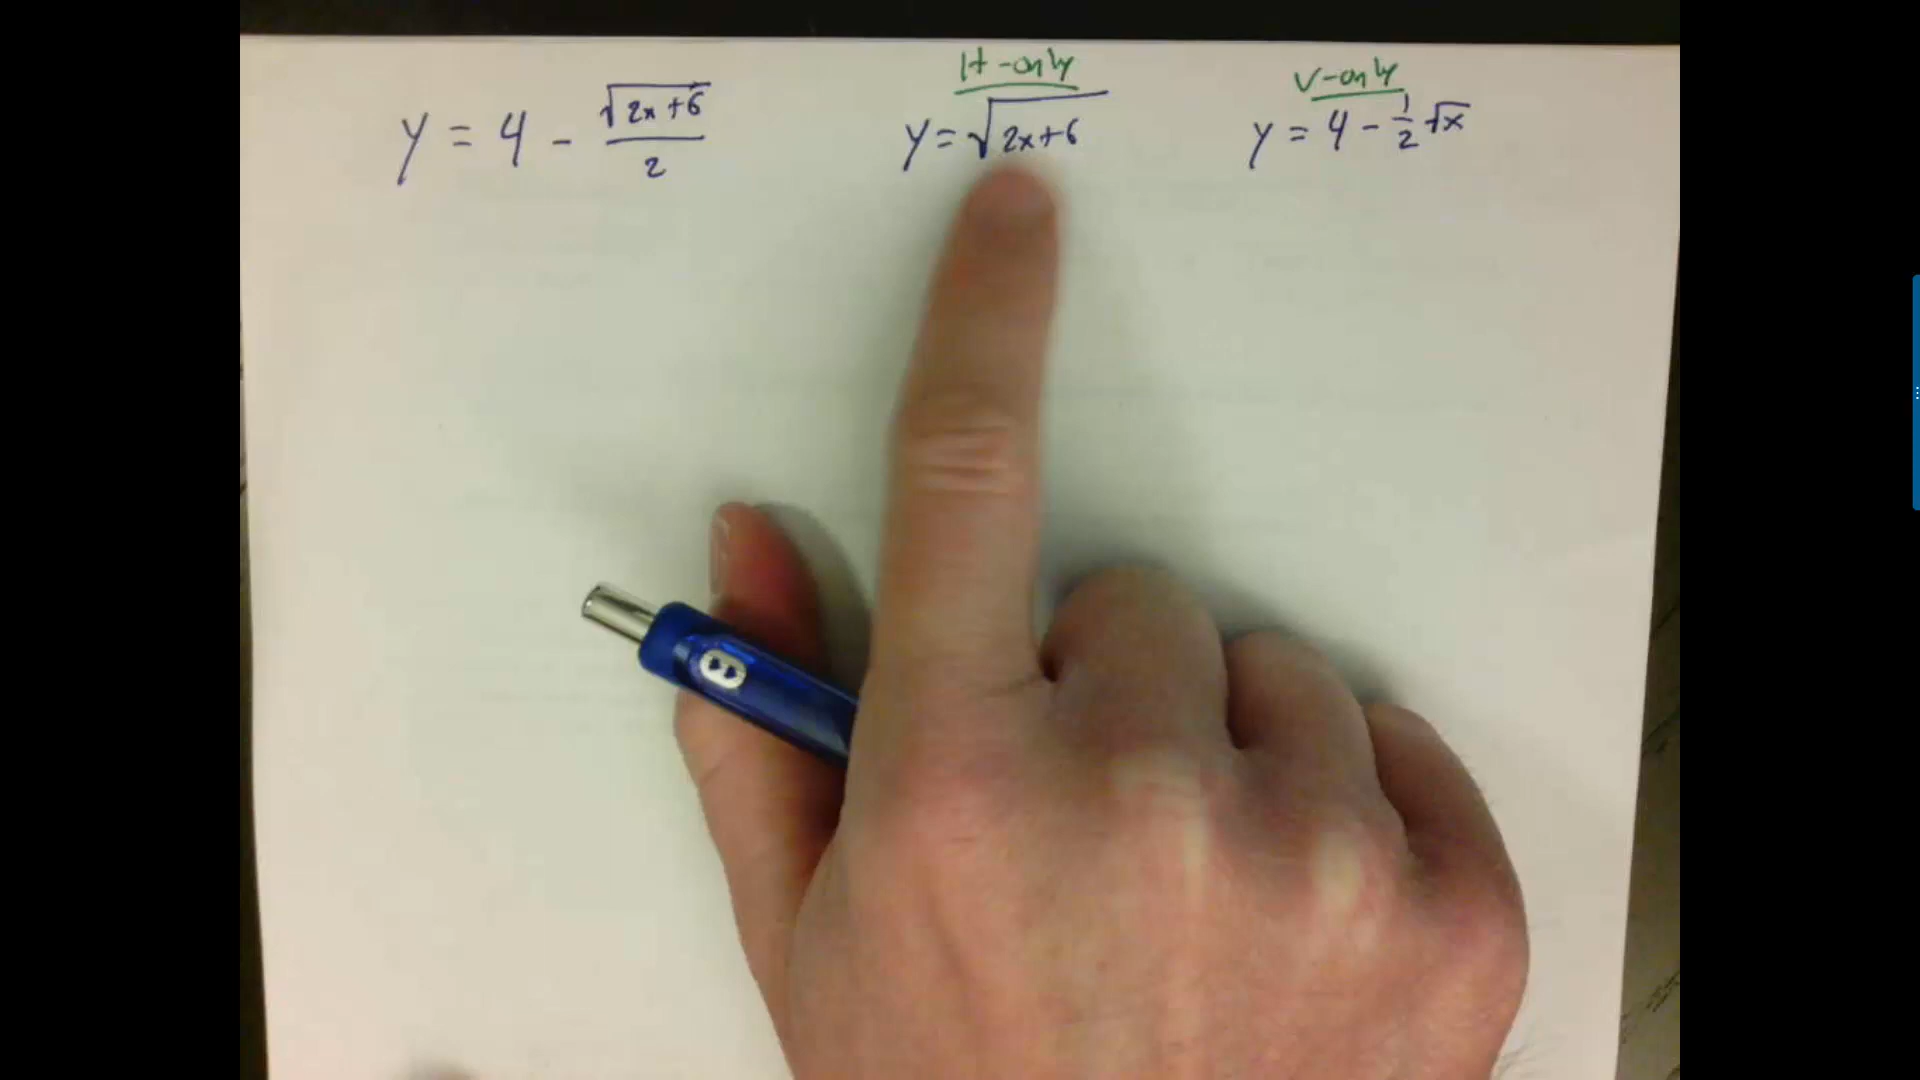 y = 4 - √(2x+6)/2
H-only
y = √(2x+6)
V-only
y = 4 - 1/2 √x